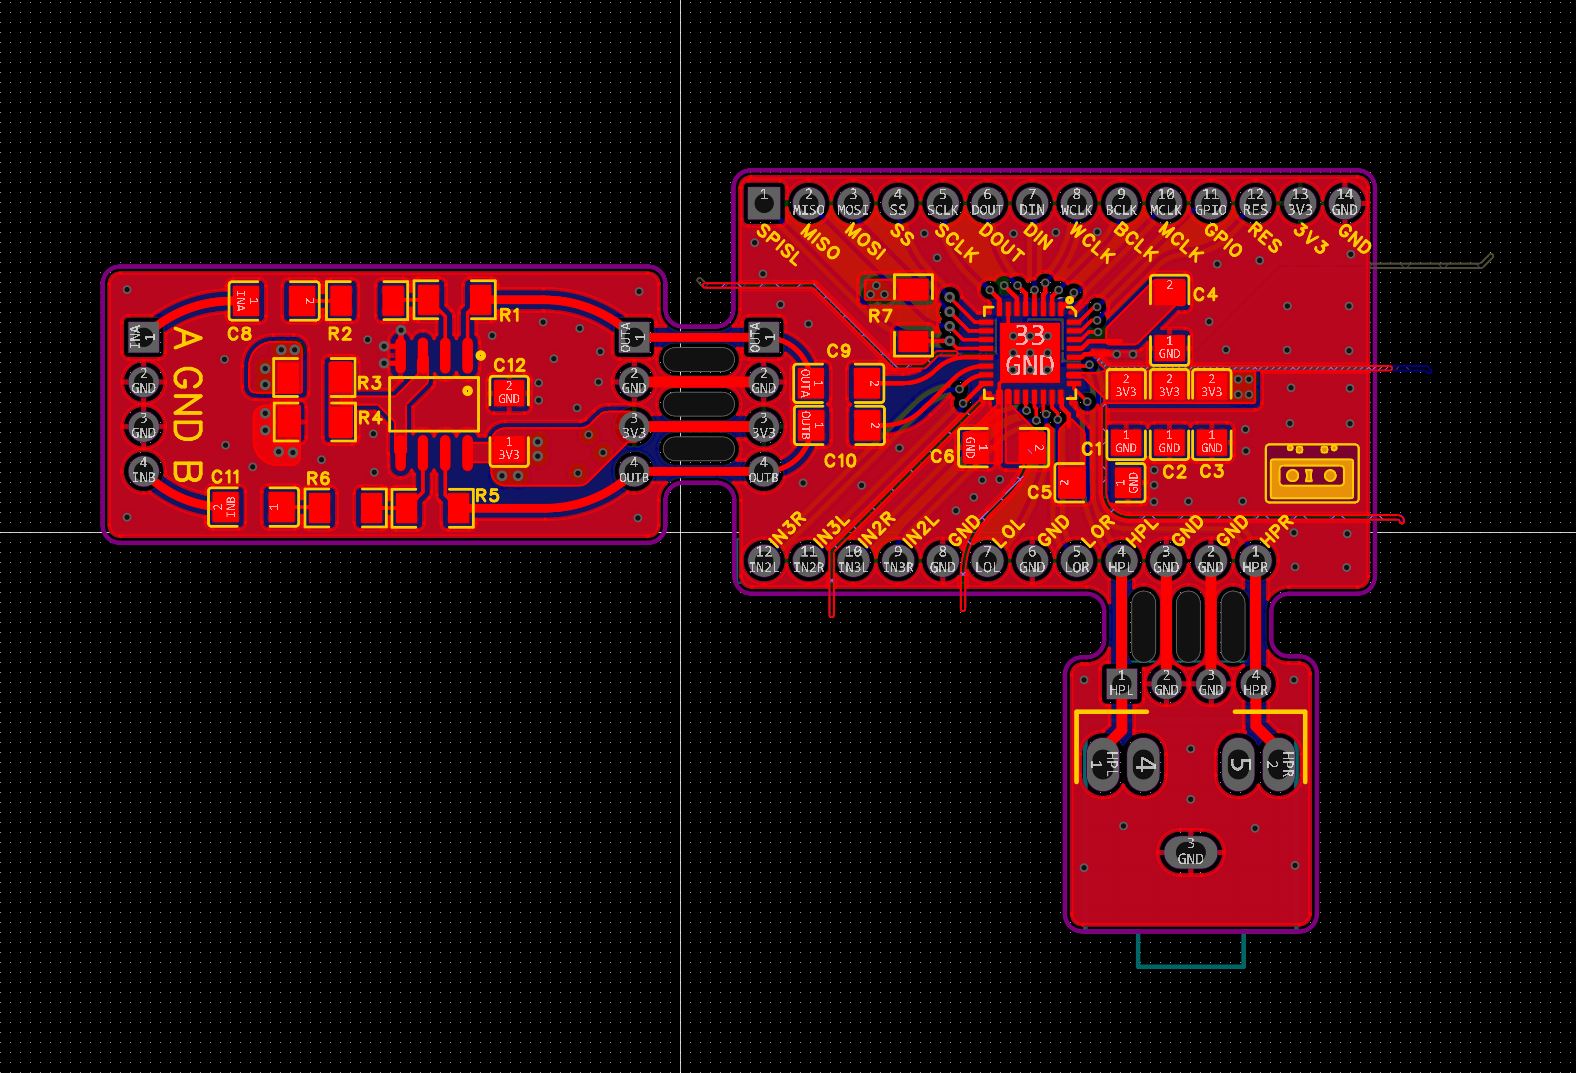 1 2 3 4 5 6 7 8 9 10 11 12 13 14
MISO MOSI SS SCLK DOUT DIN WCLK BCLK MCLK GPIO RES 3V3 GND
SPISL MISO MOSI SS SCLK DOUT DIN WCLK BCLK MCLK GPIO RES 3V3 GND
INA 1
2
C8
R2
R1
INA 1
A GND B
2
GND
3
GND
4
INB
R3
R4
C12
2
GND
1
3V3
C11
2 INB
1
R6
R5
OUTA 1
2
GND
3
3V3
4
OUTB
OUTA 1
2
GND
3
3V3
4
OUTB
C9
OUTA 1
2
OUTB 1
2
C10
R7
33
GND
2
C4
1
GND
2
3V3
2
3V3
2
3V3
C1
1
GND
1
GND
1
GND
C2
C3
C6
GND 1
2
C5
2
1 GND
IN3R IN3L IN2R IN2L GND LOL GND LOR HPL GND GND HPR
12 11 10 9 8 7 6 5 4 3 2 1
IN2L IN2R IN3L IN3R GND LOL GND LOR HPL GND GND HPR
1 2 3 4
HPL GND GND HPR
HPL 1
4
5
HPR 2
3
GND